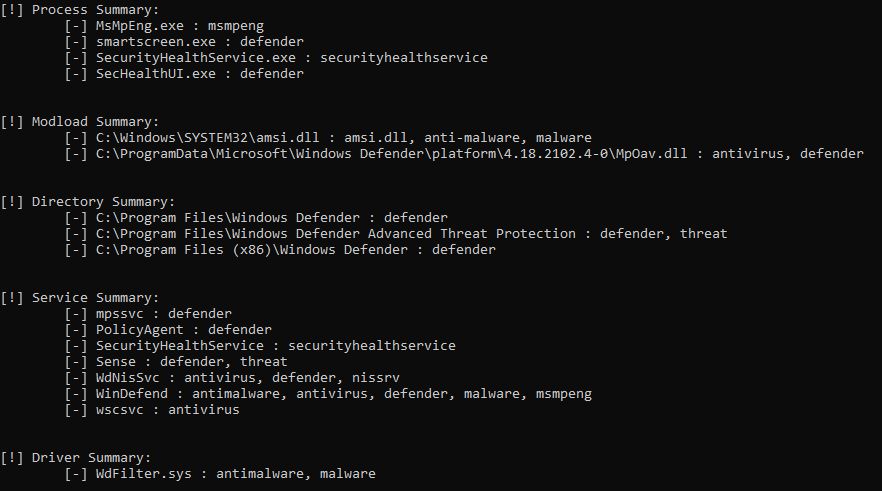 [!] Process Summary:
[-] MsMpEng.exe : msmpeng
[-] smartscreen.exe : defender
[-] SecurityHealthService.exe : securityhealthservice
[-] SecHealthUI.exe : defender
[!] Modload Summary:
[-] C:\Windows\SYSTEM32\amsi.dll : amsi.dll, anti-malware, malware
[-] C:\ProgramData\Microsoft\Windows Defender\platform\4.18.2102.4-0\MpOav.dll : antivirus, defender
[!] Directory Summary:
[-] C:\Program Files\Windows Defender : defender
[-] C:\Program Files\Windows Defender Advanced Threat Protection : defender, threat
[-] C:\Program Files (x86)\Windows Defender : defender
[!] Service Summary:
[-] mpssvc : defender
[-] PolicyAgent : defender
[-] SecurityHealthService : securityhealthservice
[-] Sense : defender, threat
[-] WdNisSvc : antivirus, defender, nissrv
[-] WinDefend : antimalware, antivirus, defender, malware, msmpeng
[-] wscsvc : antivirus
[!] Driver Summary:
[-] WdFilter.sys : antimalware, malware